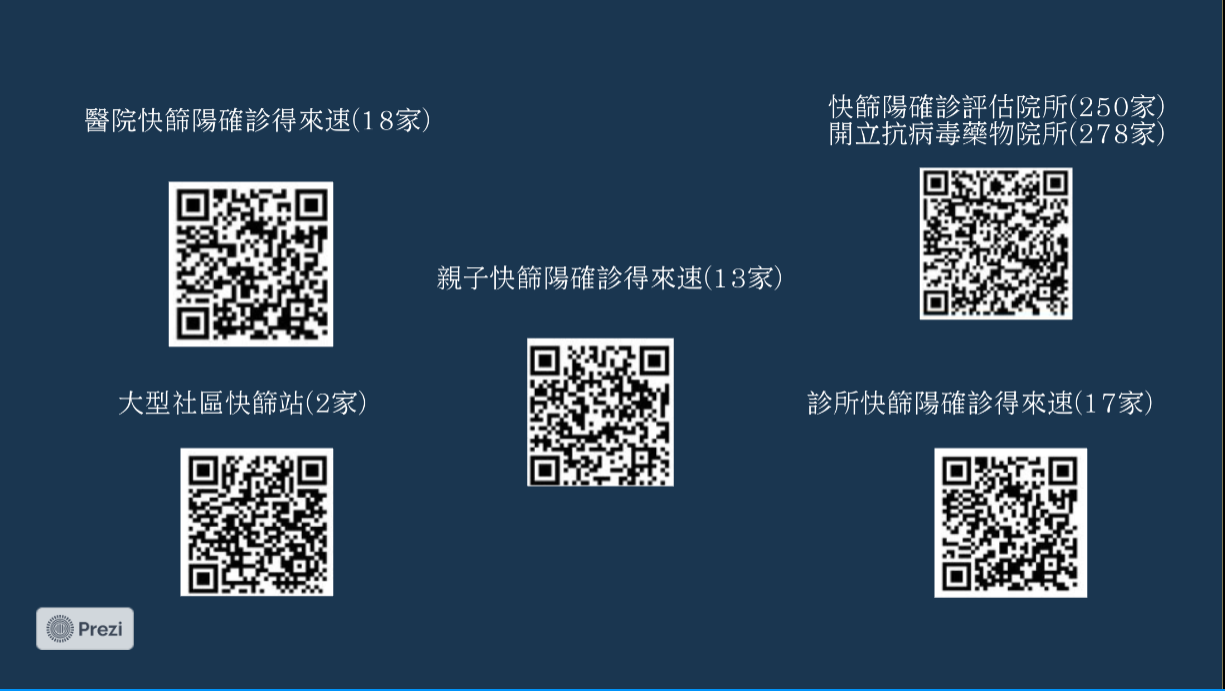 醫院快篩陽確診得來速(18家)
快篩陽確診評估院所(250家)
開立抗病毒藥物院所(278家)
親子快篩陽確診得來速(13家)
大型社區快篩站(2家)
診所快篩陽確診得來速(17家)
Prezi